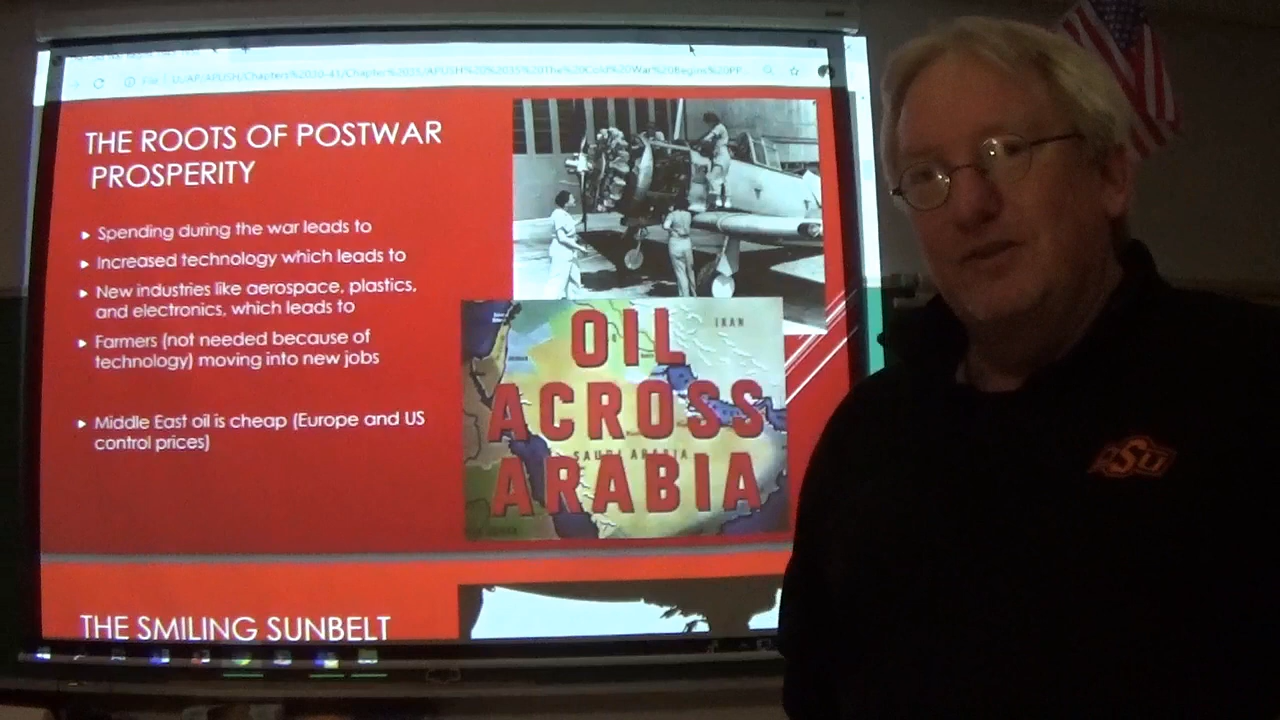 THE ROOTS OF POSTWAR
PROSPERITY
Spending during the war leads to
Increased technology which leads to
New industries like aerospace, plastics,
and electronics, which leads to
Farmers (not needed because of
technology) moving into new jobs
Middle East oil is cheap (Europe and US
control prices)
IRAN
OIL
ACROSS
SAUDI ARABIA
ARABIA
THE SMILING SUNBELT
OSU